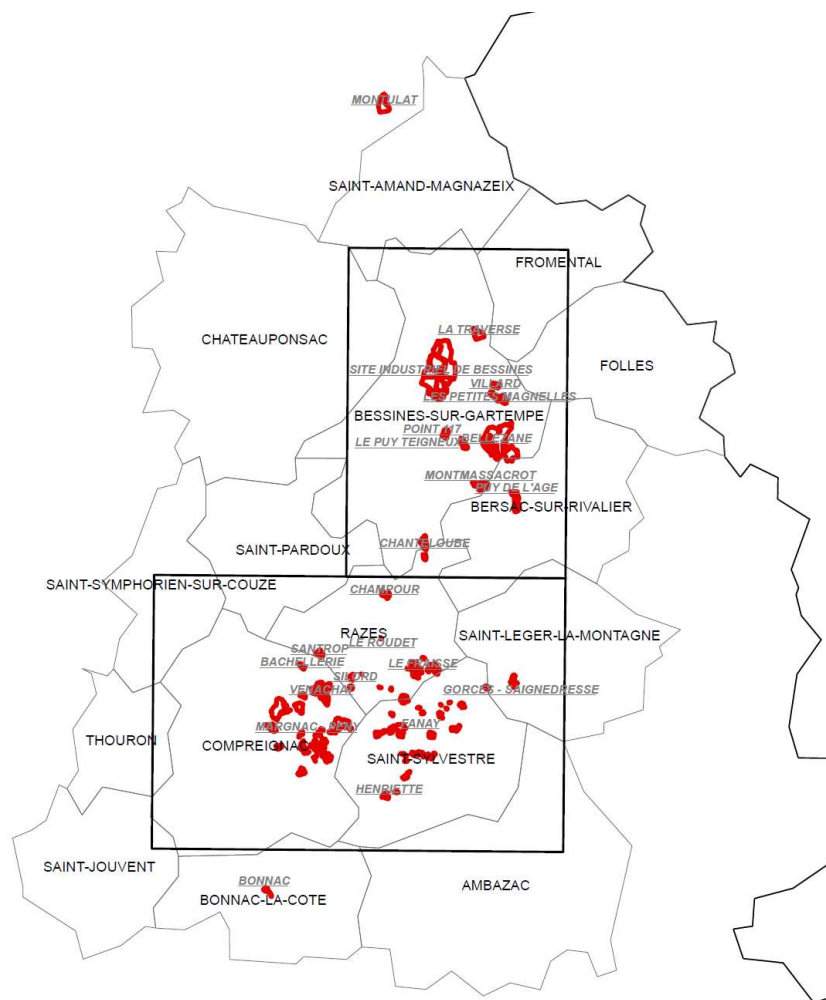 MONTULAT
SAINT-AMAND-MAGNAZEIX
FROMENTAL
LA TRAVERSE
CHATEAUPONSAC
FOLLES
SITE INDUSTRIEL DE BESSINES
VILLARD
LES PETITES MAGNELLES
BESSINES-SUR-GARTEMPE
POINT 117
BELLEZANE
LE PUY TEIGNEUX
MONTMASSACROT
PUY DE L'AGE
BERSAC-SUR-RIVALIER
CHANTELOUBE
SAINT-PARDOUX
SAINT-SYMPHORIEN-SUR-COUZE
CHAMPOUR
RAZES
LE ROUDET
SAINT-LEGER-LA-MONTAGNE
SANTROP
BACHELLERIE
LE FRAISSE
SILORD
VENACHAT
GORCES - SAIGNEDRESSE
MARGNAC - PENY
FANAY
THOURON
COMPREIGNAC
SAINT-SYLVESTRE
HENRIETTE
SAINT-JOUVENT
BONNAC
AMBAZAC
BONNAC-LA-COTE